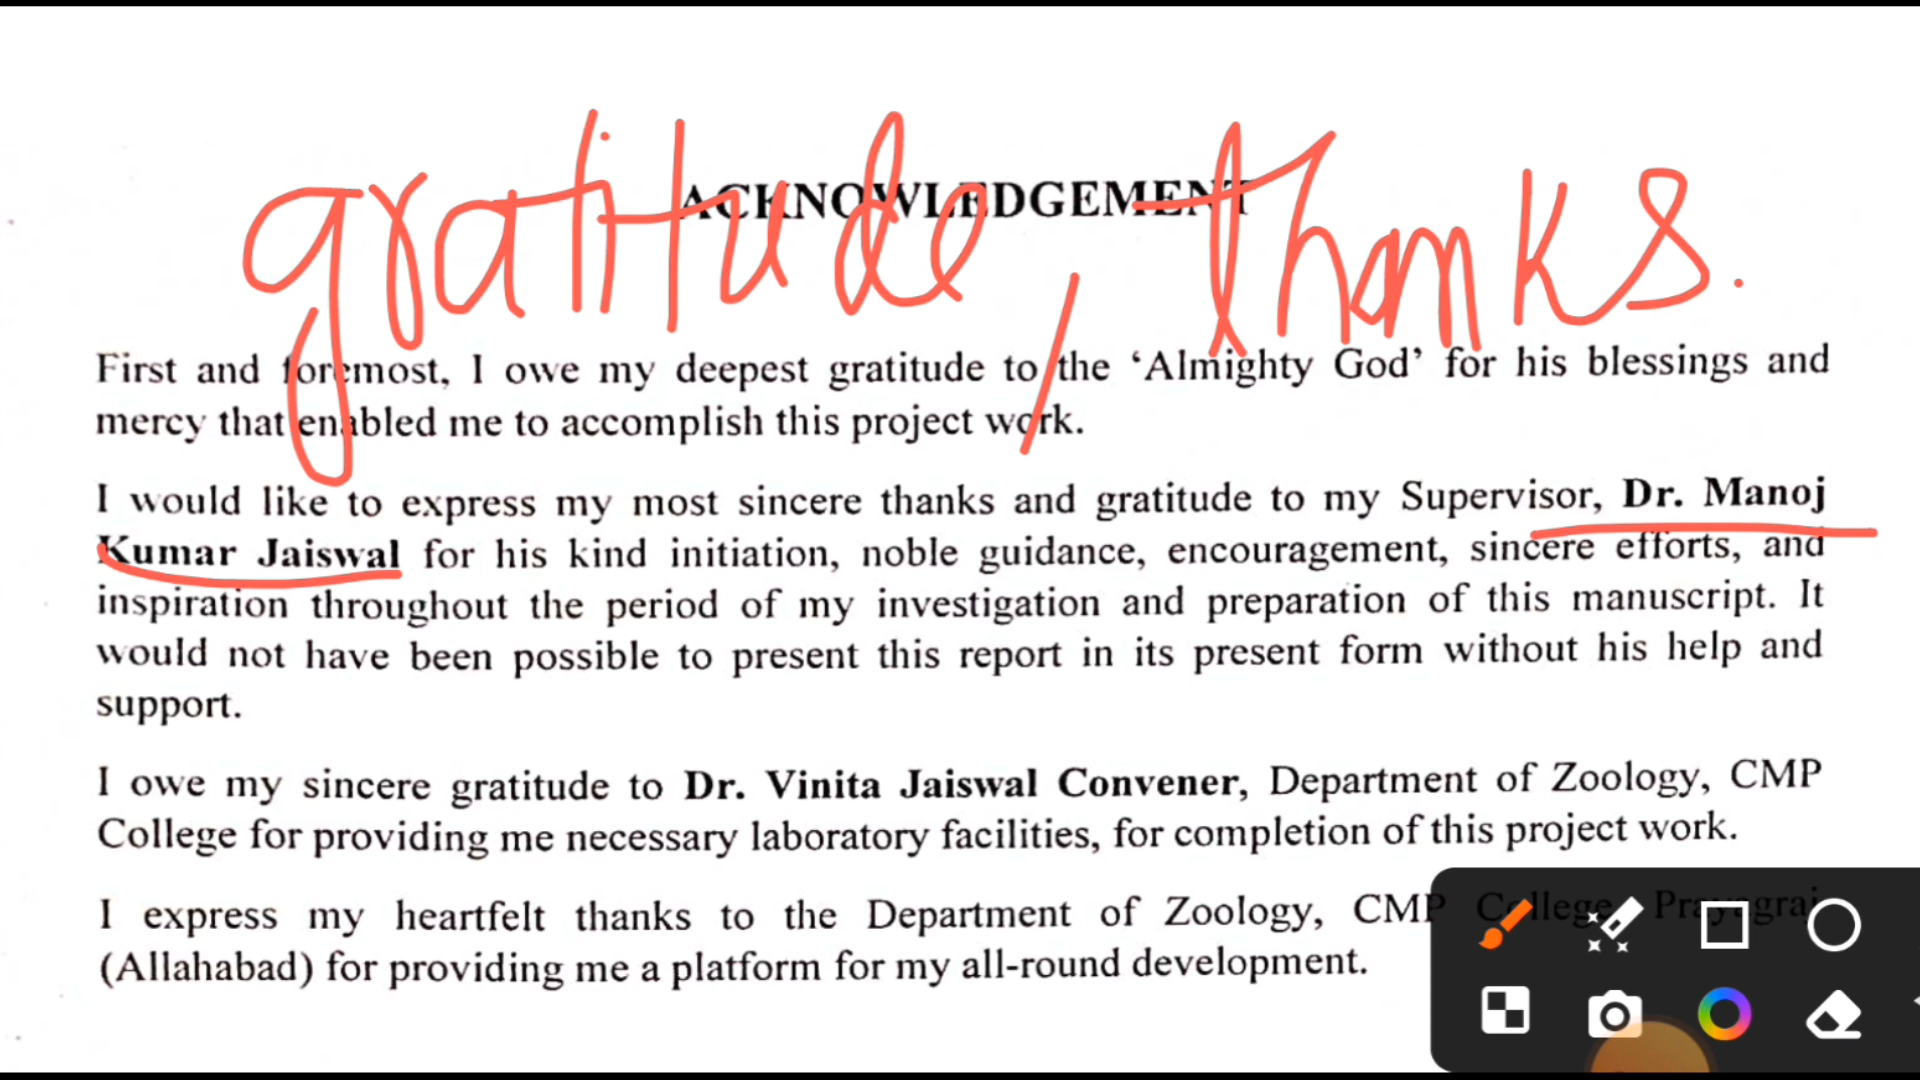 gratitude, thanks.
ACKNOWLEDGEMENT
First and foremost, I owe my deepest gratitude to the ‘Almighty God’ for his blessings and
mercy that enabled me to accomplish this project work.
I would like to express my most sincere thanks and gratitude to my Supervisor, Dr. Manoj
Kumar Jaiswal for his kind initiation, noble guidance, encouragement, sincere efforts, and
inspiration throughout the period of my investigation and preparation of this manuscript. It
would not have been possible to present this report in its present form without his help and
support.
I owe my sincere gratitude to Dr. Vinita Jaiswal Convener, Department of Zoology, CMP
College for providing me necessary laboratory facilities, for completion of this project work.
I express my heartfelt thanks to the Department of Zoology, CMP College, Prayagraj
(Allahabad) for providing me a platform for my all-round development.